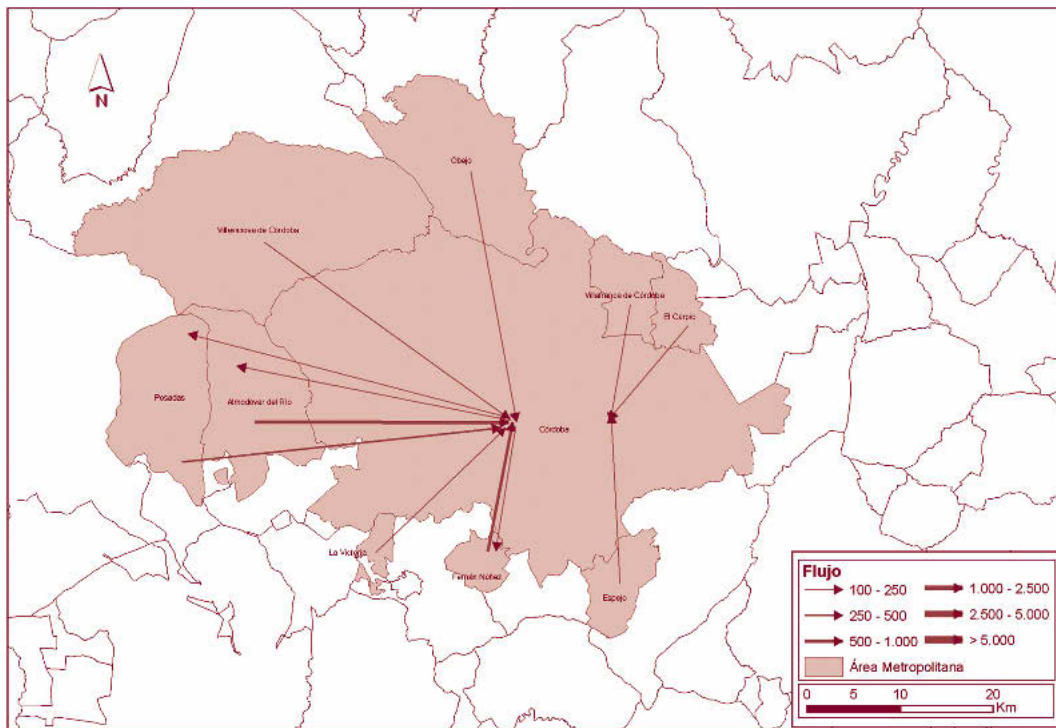 N
Obejo
Villaviciosa de Córdoba
Villafranca de Córdoba
El Carpio
Posadas
Almodovar del Río
Córdoba
La Victoria
Fernán Núñez
Espejo
Flujo
100 - 250
1.000 - 2.500
250 - 500
2.500 - 5.000
500 - 1.000
> 5.000
Área Metropolitana
0 5 10 20
Km